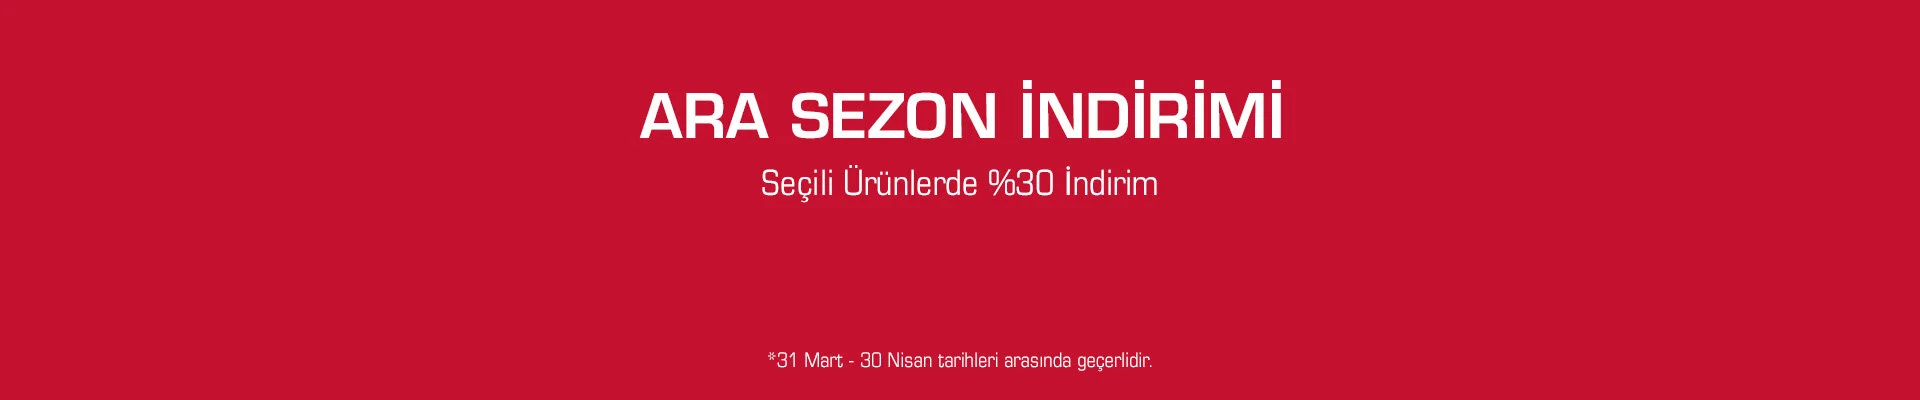 ARA SEZON İNDİRİMİ
Seçili Ürünlerde %30 İndirim
*31 Mart - 30 Nisan tarihleri arasında geçerlidir.